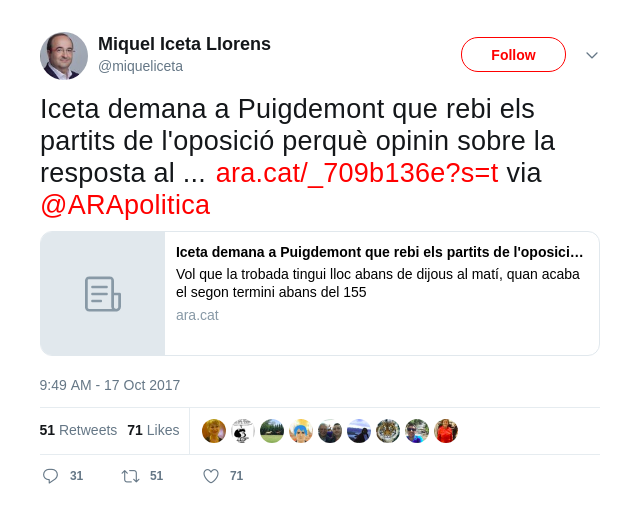 Miquel Iceta Llorens
@miqueliceta
Follow
Iceta demana a Puigdemont que rebi els
partits de l'oposició perquè opinin sobre la
resposta al ... ara.cat/_709b136e?s=t via
@ARApolitica
Iceta demana a Puigdemont que rebi els partits de l'oposici…
Vol que la trobada tingui lloc abans de dijous al matí, quan acaba
el segon termini abans del 155
ara.cat
9:49 AM - 17 Oct 2017
51 Retweets 71 Likes
31 51 71